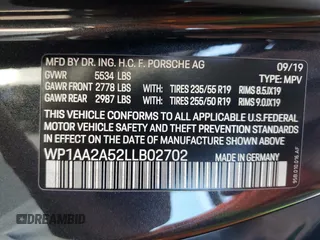 MFD BY DR. ING. H.C. F. PORSCHE AG 09/19
GVWR 5534 LBS TYPE: MPV
GAWR FRONT 2778 LBS WITH TIRES 235/55 R19 RIMS 8.5JX19
GAWR REAR 2987 LBS WITH TIRES 255/50 R19 RIMS 9.0JX19
THIS VEHICLE CONFORMS TO ALL APPLICABLE FEDERAL
MOTOR VEHICLE SAFETY, BUMPER AND THEFT PREVENTION
STANDARDS IN EFFECT ON THE DATE OF MANUFACTURE
SHOWN ABOVE.
WP1AA2A52LLB02702
MADE IN GERMANY
DREAMBID